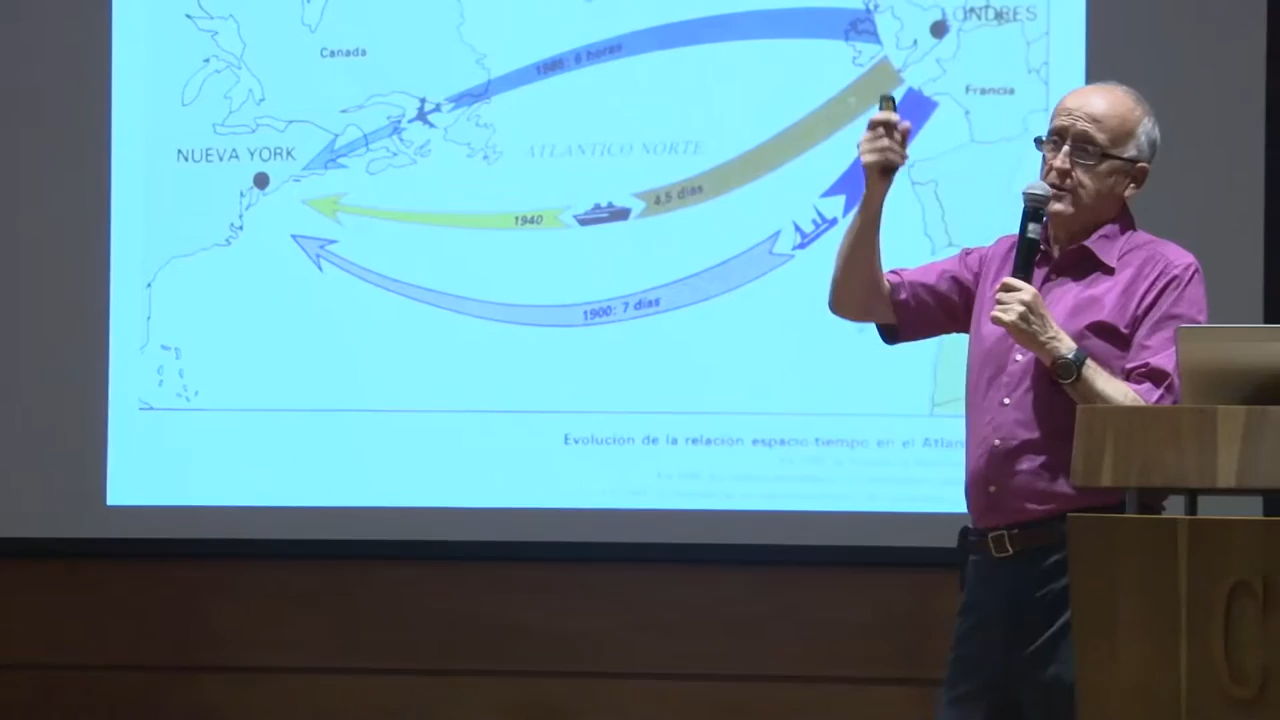 LONDRES
Canada
1985: 6 horas
Francia
NUEVA YORK
ATLANTICO NORTE
4,5 días
1940
1900: 7 días
Evolución de la relación espacio-tiempo en el Atlan
C